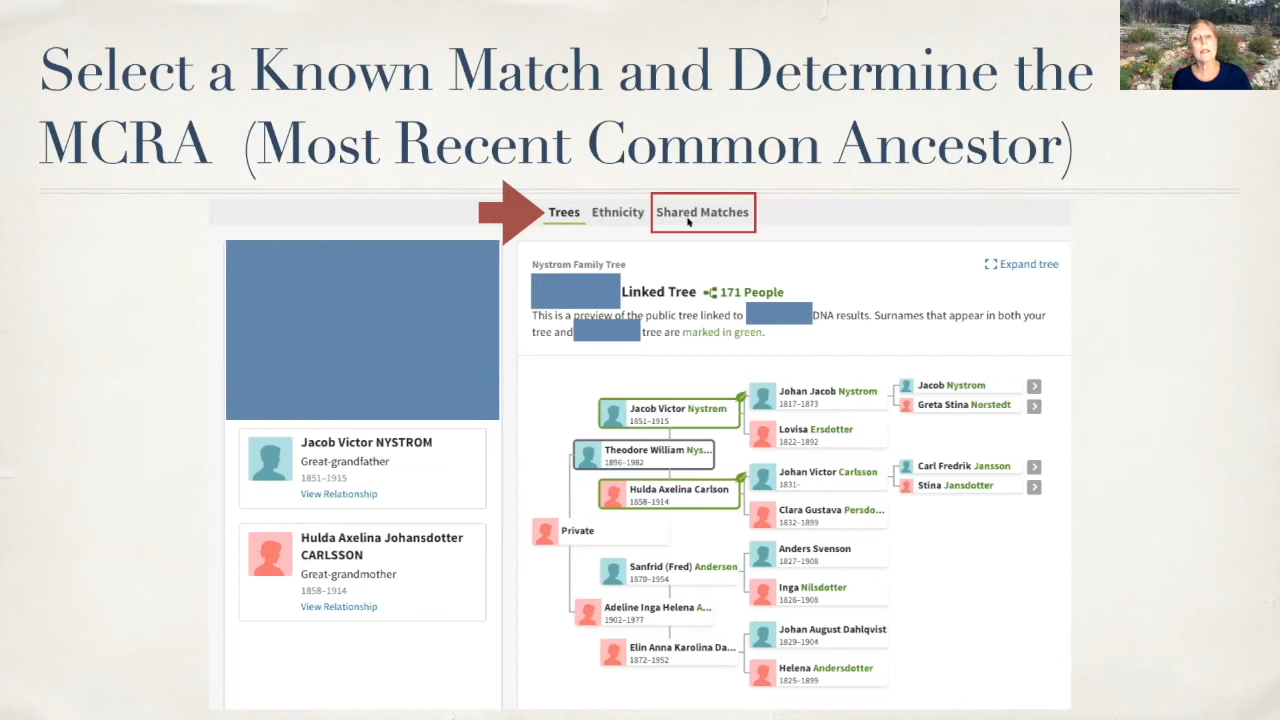 Select a Known Match and Determine the
MCRA (Most Recent Common Ancestor)
Trees Ethnicity Shared Matches
Jacob Victor NYSTROM
Great-grandfather
1851–1915
View Relationship
Hulda Axelina Johansdotter
CARLSSON
Great-grandmother
1858–1914
View Relationship
Nystrom Family Tree
Expand tree
Linked Tree 171 People
This is a preview of the public tree linked to DNA results. Surnames that appear in both your
tree and tree are marked in green.
Jacob Victor Nystrom
1851–1915
Theodore William Nys...
1896–1982
Hulda Axelina Carlson
1858–1914
Private
Sanfrid (Fred) Anderson
1870–1954
Adeline Inga Helena A...
1902–1977
Elin Anna Karolina Da...
1872–1952
Johan Jacob Nystrom
1817–1873
Lovisa Ersdotter
1822–1892
Johan Victor Carlsson
1831–
Clara Gustava Persdo...
1832–1899
Anders Svenson
1827–1908
Inga Nilsdotter
1826–1908
Johan August Dahlqvist
1829–1904
Helena Andersdotter
1825–1899
Jacob Nystrom
Greta Stina Norstedt
Carl Fredrik Jansson
Stina Jansdotter